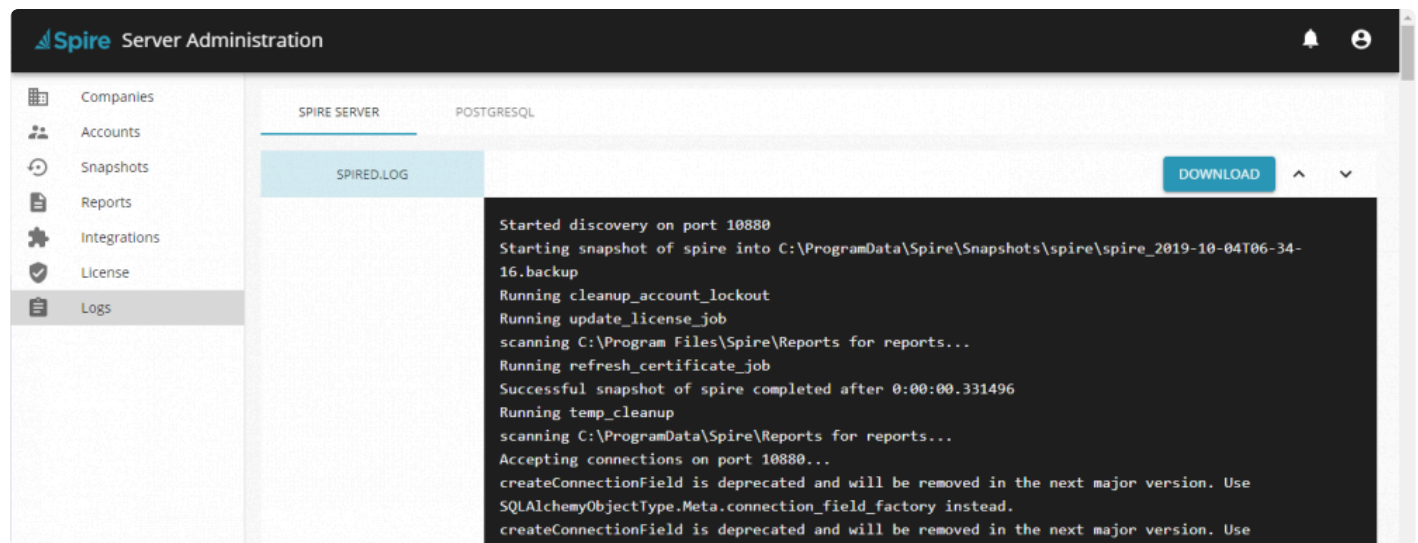 Spire Server Administration
Companies
Accounts
Snapshots
Reports
Integrations
License
Logs
SPIRE SERVER POSTGRESQL
SPIRED.LOG DOWNLOAD
Started discovery on port 10880
Starting snapshot of spire into C:\ProgramData\Spire\Snapshots\spire\spire_2019-10-04T06-34-
16.backup
Running cleanup_account_lockout
Running update_license_job
scanning C:\Program Files\Spire\Reports for reports...
Running refresh_certificate_job
Successful snapshot of spire completed after 0:00:00.331496
Running temp_cleanup
scanning C:\ProgramData\Spire\Reports for reports...
Accepting connections on port 10880...
createConnectionField is deprecated and will be removed in the next major version. Use
SQLAlchemyObjectType.Meta.connection_field_factory instead.
createConnectionField is deprecated and will be removed in the next major version. Use